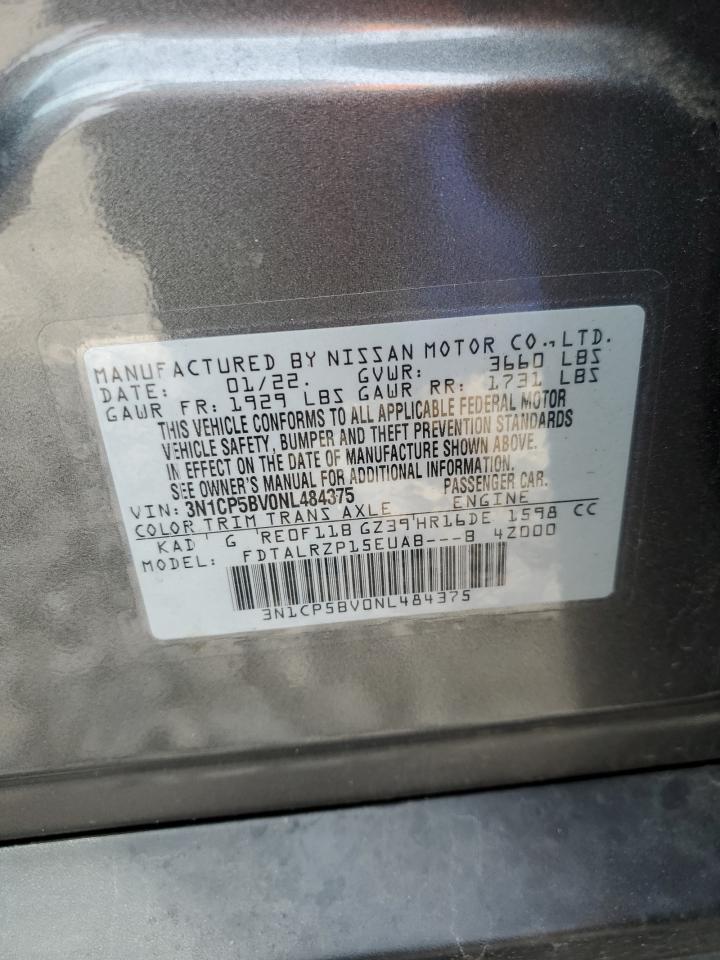 MANUFACTURED BY NISSAN MOTOR CO.,LTD.
DATE: 01/22. GVWR: 3660 LBS
GAWR FR: 1929 LBS GAWR RR: 1731 LBS
THIS VEHICLE CONFORMS TO ALL APPLICABLE FEDERAL MOTOR
VEHICLE SAFETY, BUMPER AND THEFT PREVENTION STANDARDS
IN EFFECT ON THE DATE OF MANUFACTURE SHOWN ABOVE.
SEE OWNER'S MANUAL FOR ADDITIONAL INFORMATION.
VIN: 3N1CP5BV0NL484375 PASSENGER CAR.
COLOR TRIM TRANS AXLE ENGINE
KAD G RE0F11B GZ39 HR16DE 1598 CC
MODEL: FDTALRZP15EUAB---B 42000
3N1CP5BV0NL484375